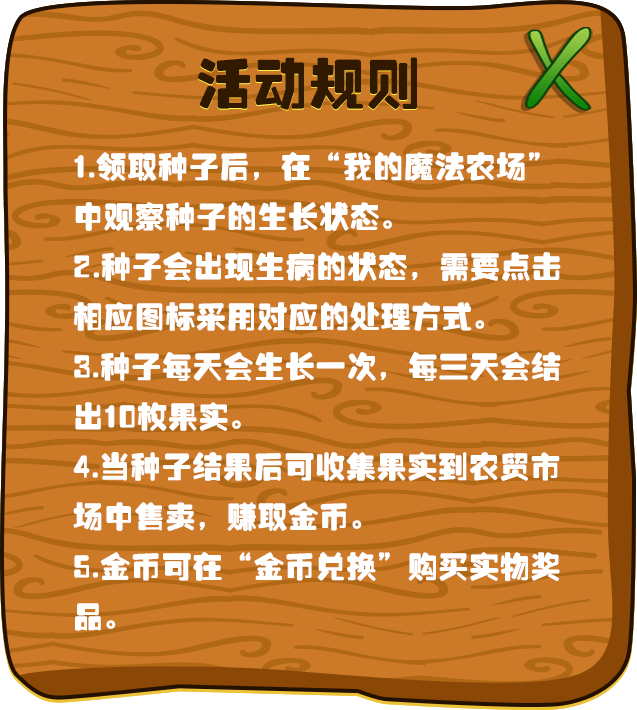 活动规则
1.领取种子后，在“我的魔法农场”
中观察种子的生长状态。
2.种子会出现生病的状态，需要点击
相应图标采用对应的处理方式。
3.种子每天会生长一次，每三天会结
出10枚果实。
4.当种子结果后可收集果实到农贸市
场中售卖，赚取金币。
5.金币可在“金币兑换”购买实物奖
品。